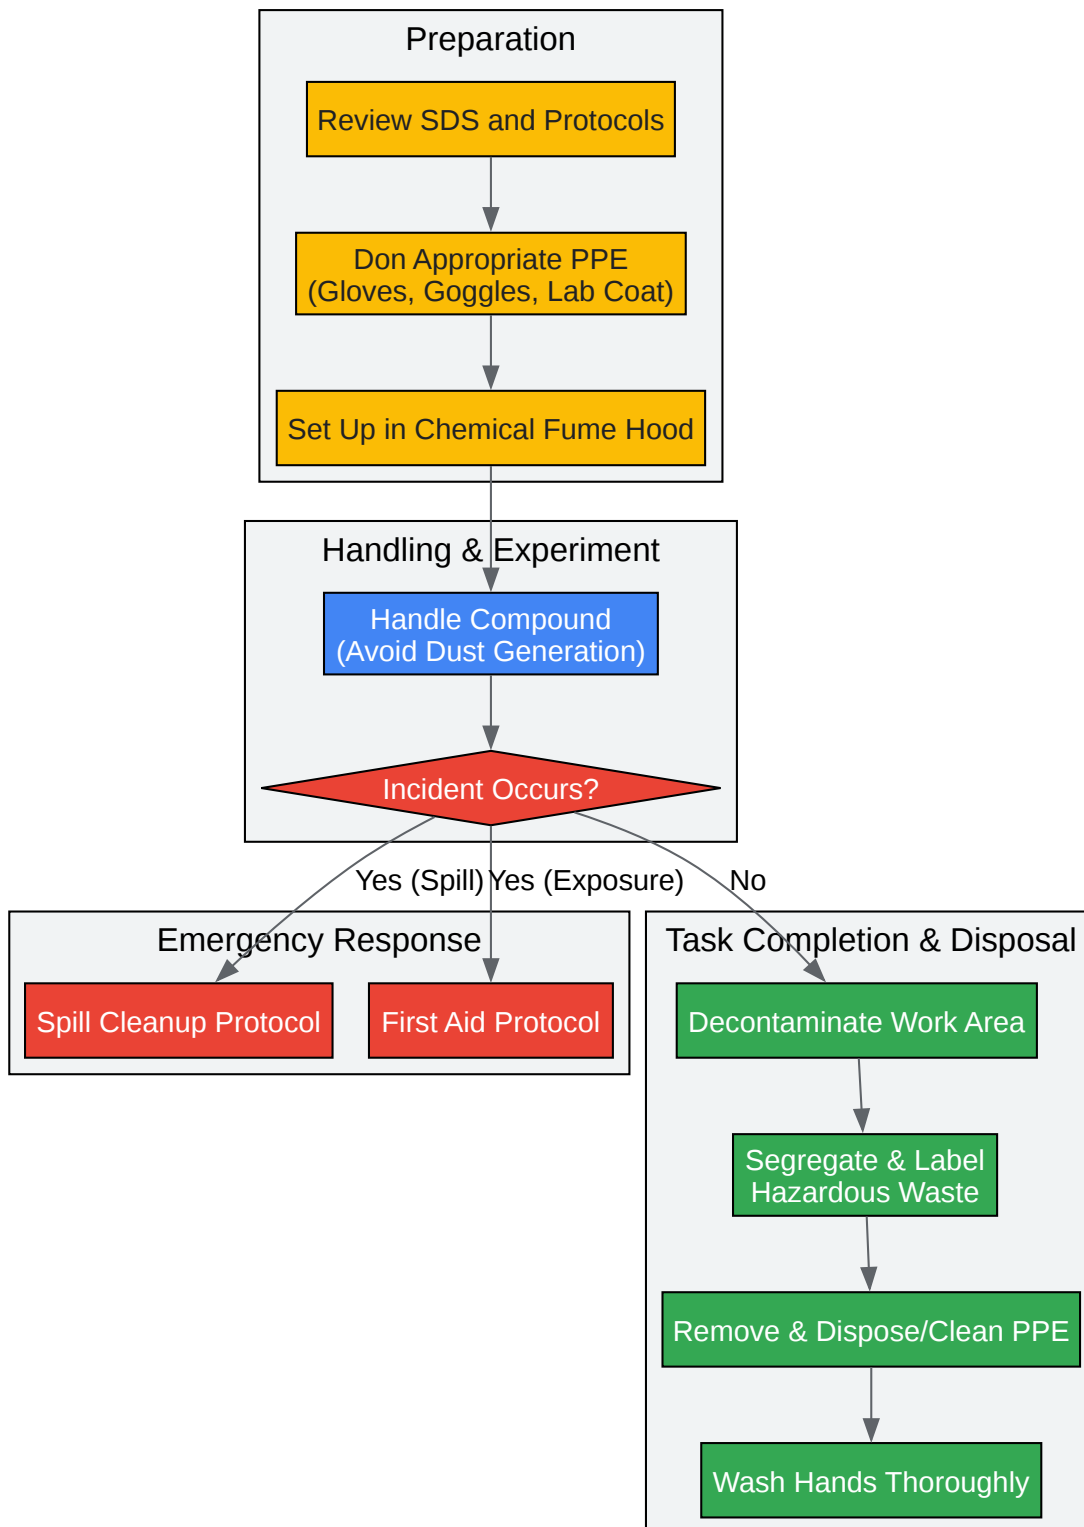 Preparation
Review SDS and Protocols
Don Appropriate PPE
(Gloves, Goggles, Lab Coat)
Set Up in Chemical Fume Hood
Handling & Experiment
Handle Compound
(Avoid Dust Generation)
Incident Occurs?
Yes (Spill)
Yes (Exposure)
No
Emergency Response
Spill Cleanup Protocol
First Aid Protocol
Task Completion & Disposal
Decontaminate Work Area
Segregate & Label
Hazardous Waste
Remove & Dispose/Clean PPE
Wash Hands Thoroughly